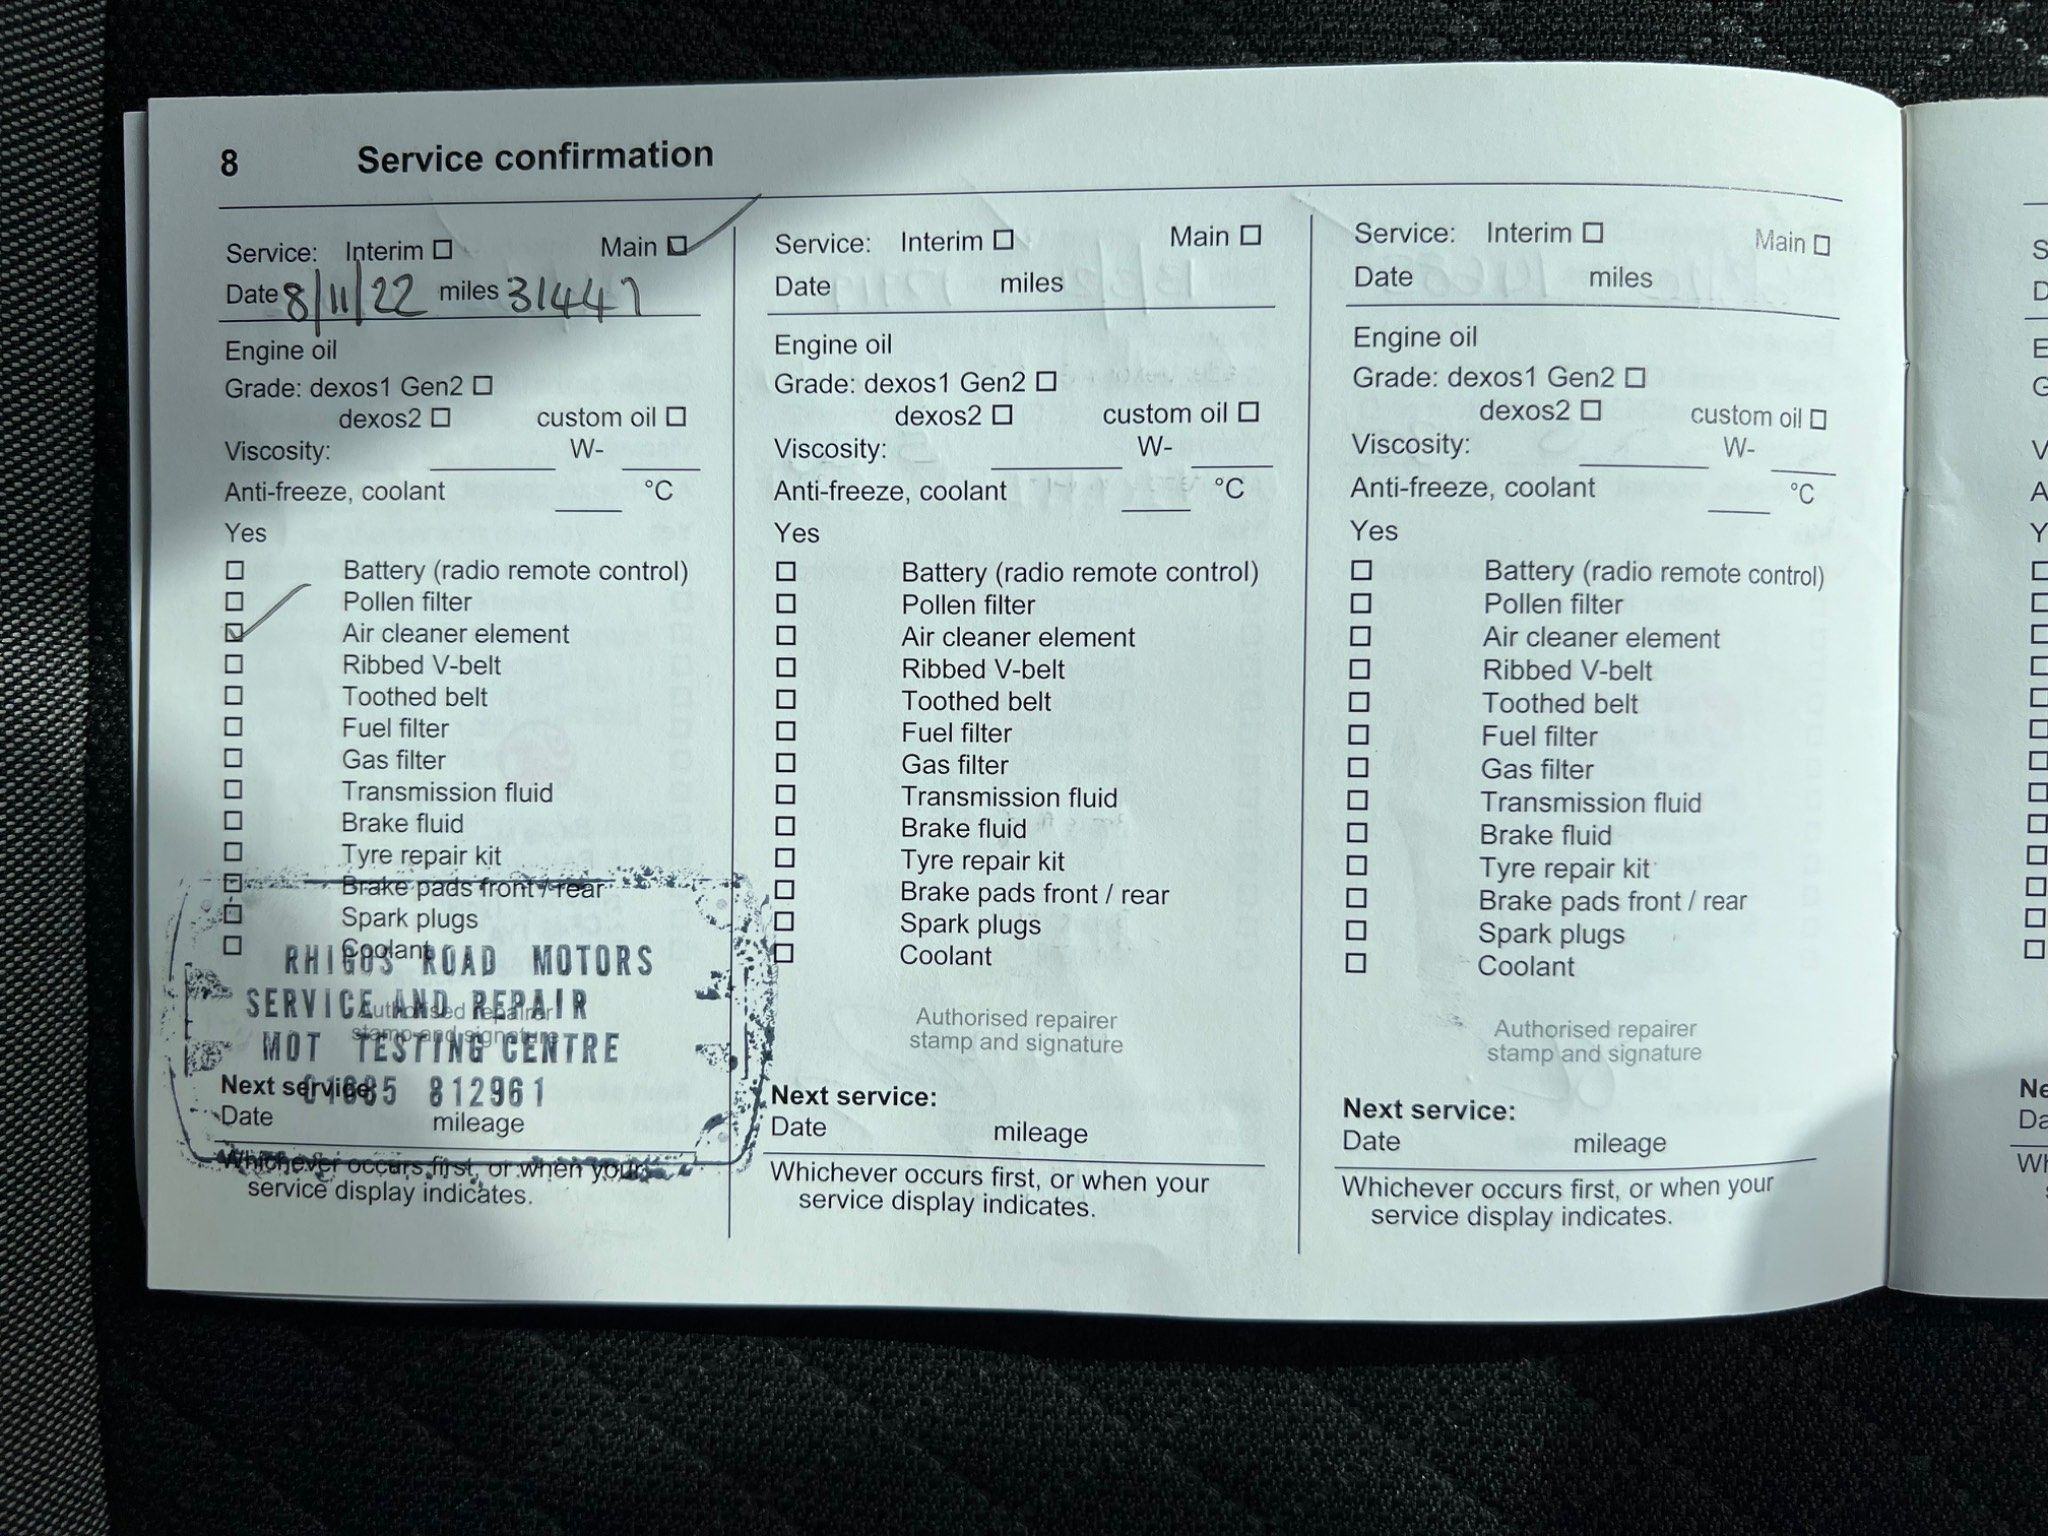 8 Service confirmation
Service: Interim Main
Date 8/11/22 miles 31447
Engine oil
Grade: dexos1 Gen2
dexos2 custom oil
Viscosity: W-
Anti-freeze, coolant °C
Yes
Battery (radio remote control)
Pollen filter
Air cleaner element
Ribbed V-belt
Toothed belt
Fuel filter
Gas filter
Transmission fluid
Brake fluid
Tyre repair kit
Brake pads front / rear
Spark plugs
Coolant
RHIGOS ROAD MOTORS
SERVICE AND REPAIR
Authorised repairer
stamp and signature
MOT TESTING CENTRE
Next service:
01685 812961
Date mileage
Whichever occurs first, or when your
service display indicates.
Service: Interim Main
Date miles
Engine oil
Grade: dexos1 Gen2
dexos2 custom oil
Viscosity: W-
Anti-freeze, coolant °C
Yes
Battery (radio remote control)
Pollen filter
Air cleaner element
Ribbed V-belt
Toothed belt
Fuel filter
Gas filter
Transmission fluid
Brake fluid
Tyre repair kit
Brake pads front / rear
Spark plugs
Coolant
Authorised repairer
stamp and signature
Next service:
Date mileage
Whichever occurs first, or when your
service display indicates.
Service: Interim Main
Date miles
Engine oil
Grade: dexos1 Gen2
dexos2 custom oil
Viscosity: W-
Anti-freeze, coolant °C
Yes
Battery (radio remote control)
Pollen filter
Air cleaner element
Ribbed V-belt
Toothed belt
Fuel filter
Gas filter
Transmission fluid
Brake fluid
Tyre repair kit
Brake pads front / rear
Spark plugs
Coolant
Authorised repairer
stamp and signature
Next service:
Date mileage
Whichever occurs first, or when your
service display indicates.